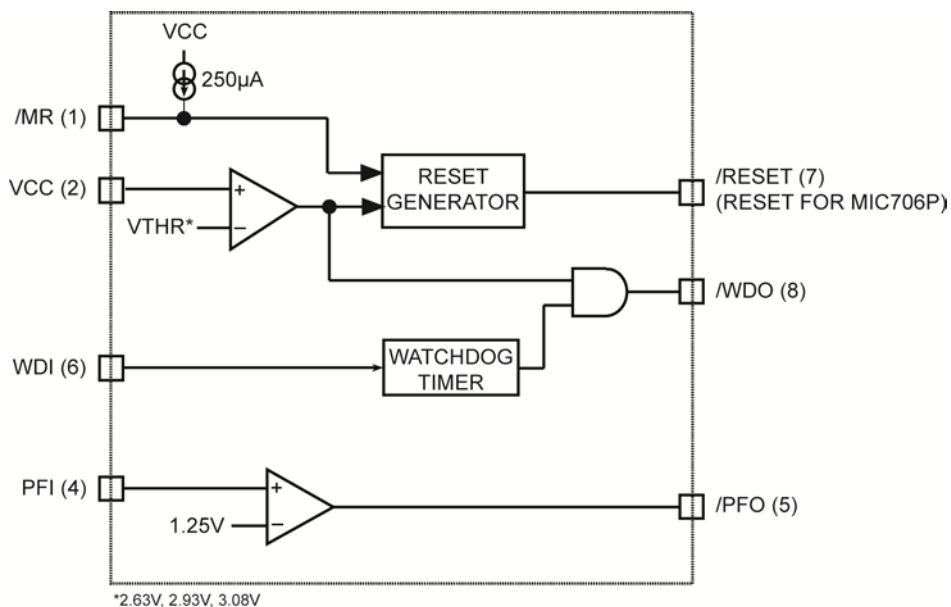 VCC
250µA
/MR (1)
VCC (2)
+
VTHR*
–
RESET
GENERATOR
/RESET (7)
(RESET FOR MIC706P)
/WDO (8)
WDI (6)
WATCHDOG
TIMER
PFI (4)
+
1.25V
–
/PFO (5)
*2.63V, 2.93V, 3.08V